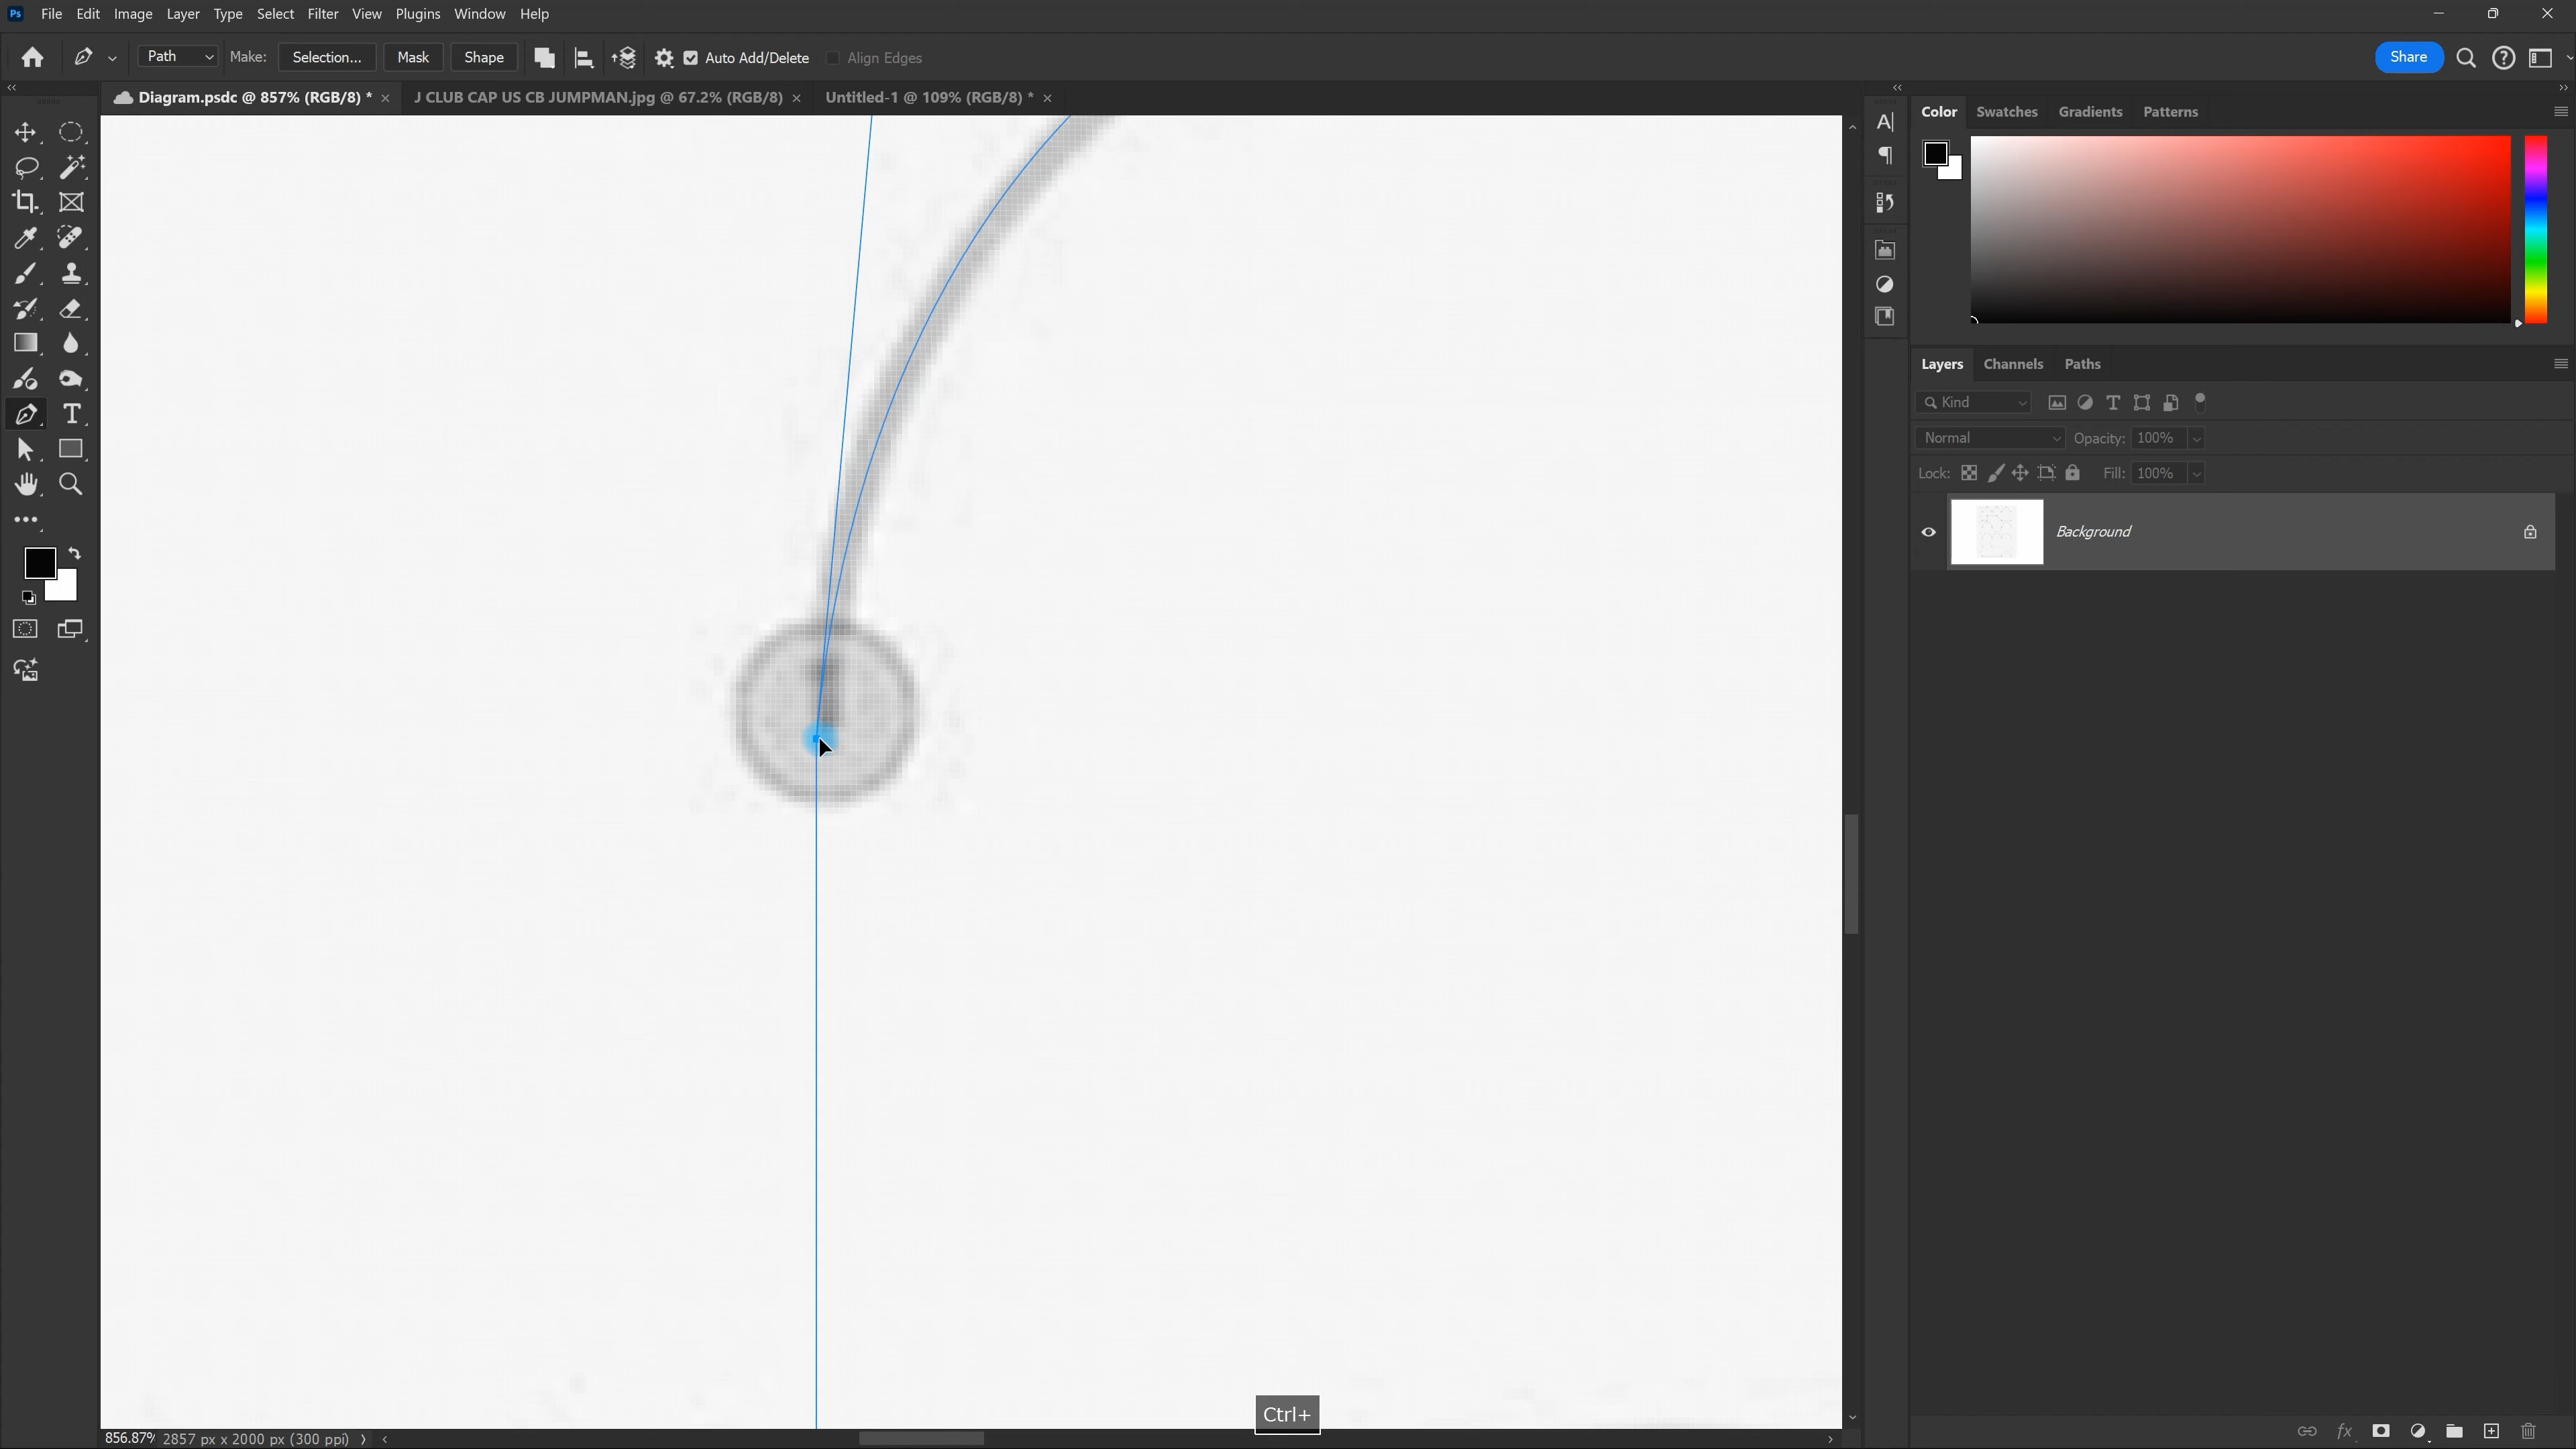 Ps File Edit Image Layer Type Select Filter View Plugins Window Help
Path Make: Selection... Mask Shape Auto Add/Delete Align Edges Share
Diagram.psdc @ 857% (RGB/8) * × J CLUB CAP US CB JUMPMAN.jpg @ 67.2% (RGB/8) × Untitled-1 @ 109% (RGB/8) * ×
Color Swatches Gradients Patterns
Layers Channels Paths
Kind
Normal Opacity: 100%
Lock: Fill: 100%
Background
1
Ctrl+
856.87% 2857 px x 2000 px (300 ppi)